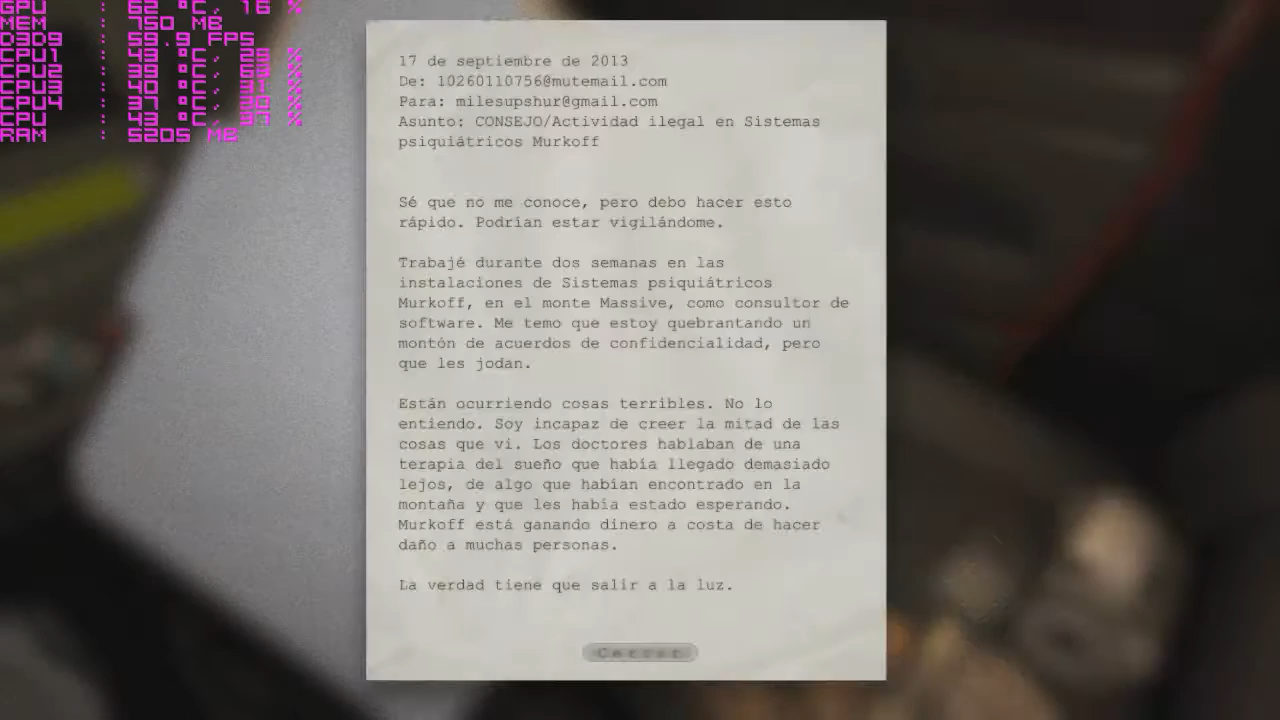 GPU : 62 °C, 16 %
MEM : 750 MB
D3D9 : 59.9 FPS
CPU1 : 49 °C, 25 %
CPU2 : 39 °C, 69 %
CPU3 : 40 °C, 31 %
CPU4 : 37 °C, 20 %
CPU : 43 °C, 37 %
RAM : 5205 MB
17 de septiembre de 2013
De: 10260110756@mutemail.com
Para: milesupshur@gmail.com
Asunto: CONSEJO/Actividad ilegal en Sistemas
psiquiátricos Murkoff
Sé que no me conoce, pero debo hacer esto
rápido. Podrían estar vigilándome.
Trabajé durante dos semanas en las
instalaciones de Sistemas psiquiátricos
Murkoff, en el monte Massive, como consultor de
software. Me temo que estoy quebrantando un
montón de acuerdos de confidencialidad, pero
que les jodan.
Están ocurriendo cosas terribles. No lo
entiendo. Soy incapaz de creer la mitad de las
cosas que vi. Los doctores hablaban de una
terapia del sueño que había llegado demasiado
lejos, de algo que habían encontrado en la
montaña y que les había estado esperando.
Murkoff está ganando dinero a costa de hacer
daño a muchas personas.
La verdad tiene que salir a la luz.
Cerrar